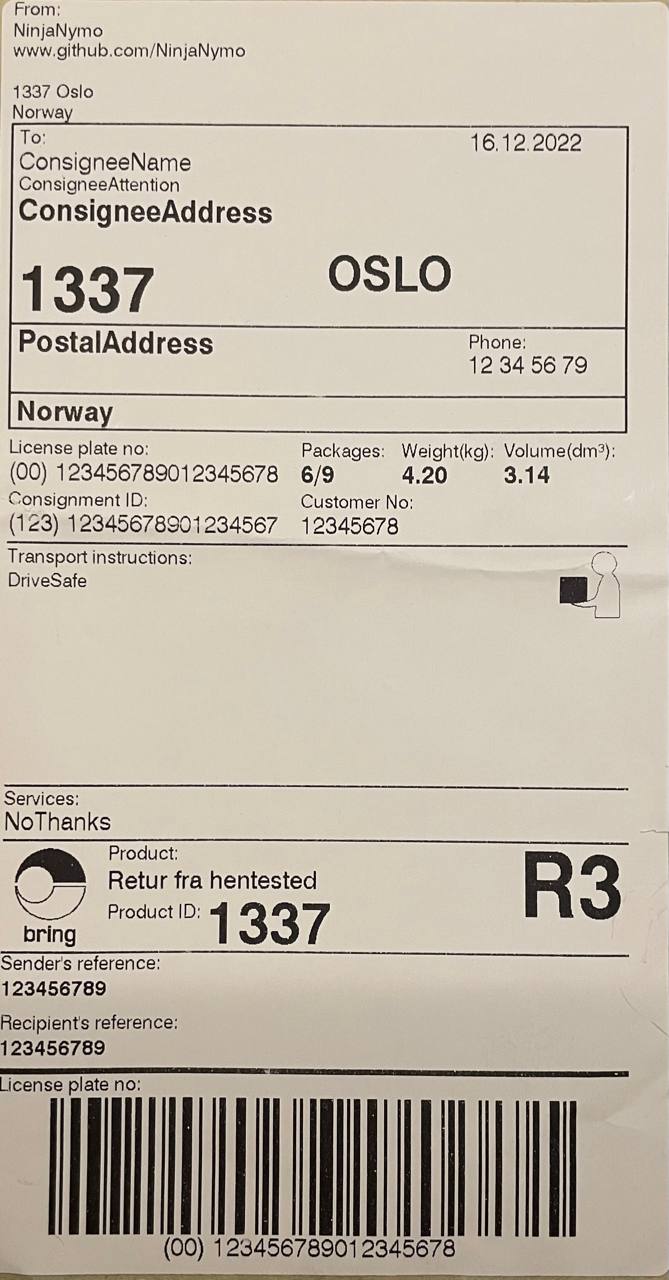 From:
NinjaNymo
www.github.com/NinjaNymo
1337 Oslo
Norway
To:
16.12.2022
ConsigneeName
ConsigneeAttention
ConsigneeAddress
1337 OSLO
PostalAddress
Phone:
12 34 56 79
Norway
License plate no: Packages: Weight(kg): Volume(dm³):
(00) 123456789012345678 6/9 4.20 3.14
Consignment ID: Customer No:
(123) 12345678901234567 12345678
Transport instructions:
DriveSafe
Services:
NoThanks
Product:
Retur fra hentested
Product ID: 1337
R3
bring
Sender's reference:
123456789
Recipient's reference:
123456789
License plate no:
(00) 123456789012345678